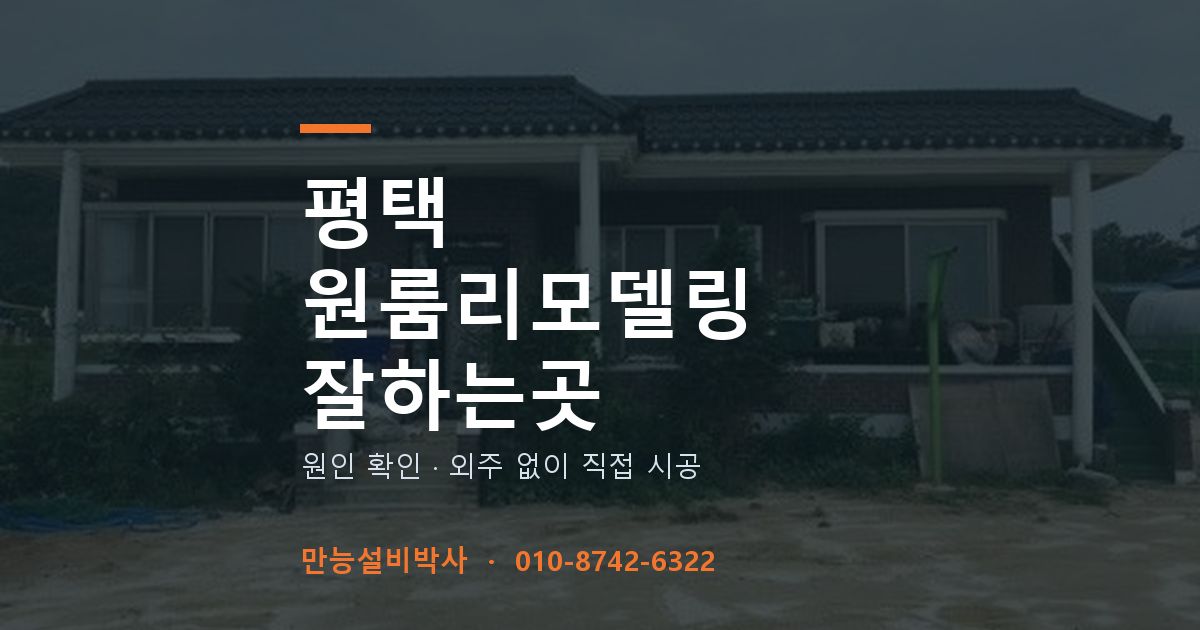 평택
원룸리모델링
잘하는곳
원인 확인 · 외주 없이 직접 시공
만능설비박사 · 010-8742-6322